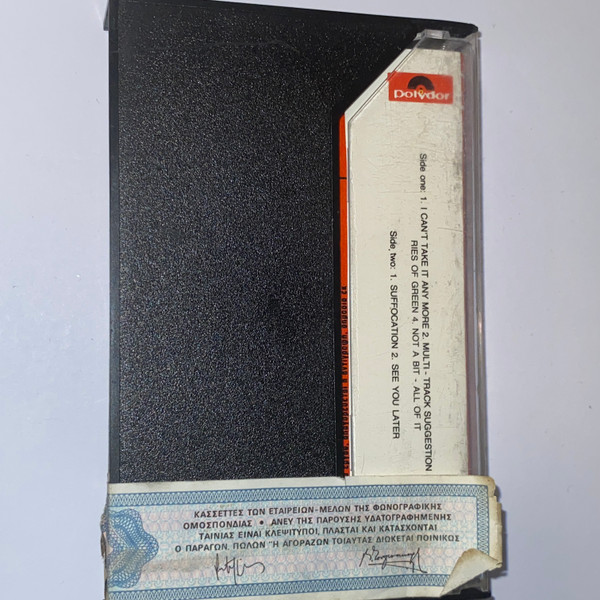 Polydor
Side one: 1. I CAN'T TAKE IT ANY MORE 2. MULTI - TRACK SUGGESTION
RIES OF GREEN 4. NOT A BIT - ALL OF IT
Side two: 1. SUFFOCATION 2. SEE YOU LATER
ΚΑΣΣΕΤΤΕΣ ΤΩΝ ΕΤΑΙΡΕΙΩΝ-ΜΕΛΩΝ ΤΗΣ ΦΩΝΟΓΡΑΦΙΚΗΣ
ΟΜΟΣΠΟΝΔΙΑΣ • ΑΝΕΥ ΤΗΣ ΠΑΡΟΥΣΗΣ ΥΔΑΤΟΓΡΑΦΗΜΕΝΗΣ
ΤΑΙΝΙΑΣ ΕΙΝΑΙ ΚΛΕΨΙΤΥΠΟΙ, ΠΛΑΣΤΑΙ ΚΑΙ ΚΑΤΑΣΧΟΝΤΑΙ
Ο ΠΑΡΑΓΩΝ, ΠΩΛΩΝ "Η ΑΓΟΡΑΖΩΝ ΤΟΙΑΥΤΑΣ ΔΙΩΚΕΤΑΙ ΠΟΙΝΙΚΩΣ